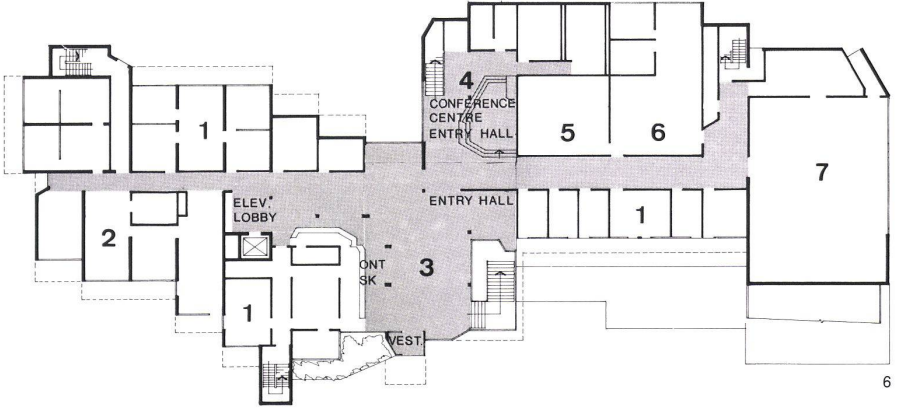 4
CONFERENCE
CENTRE
ENTRY HALL
1
5
6
7
ELEV.
LOBBY
ENTRY HALL
1
2
3
ONT
SK
1
VEST.
6